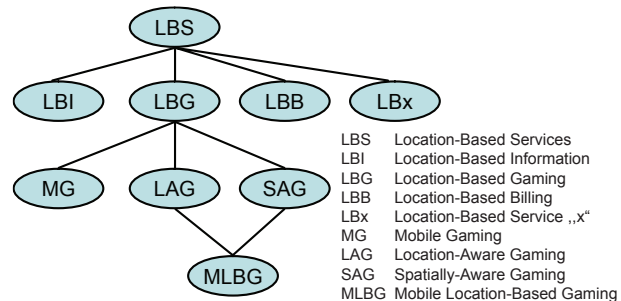 LBS
LBI LBG LBB LBx
MG LAG SAG
MLBG
LBS Location-Based Services
LBI Location-Based Information
LBG Location-Based Gaming
LBB Location-Based Billing
LBx Location-Based Service ,,x“
MG Mobile Gaming
LAG Location-Aware Gaming
SAG Spatially-Aware Gaming
MLBG Mobile Location-Based Gaming